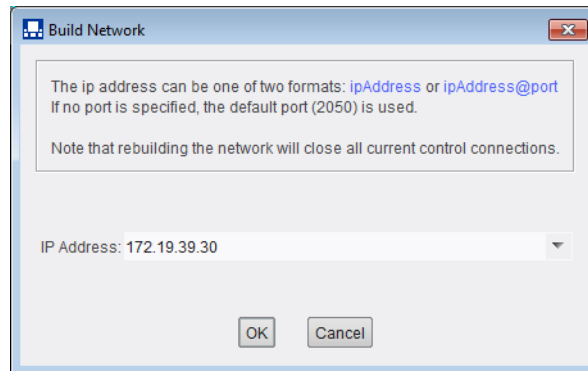 Build Network
The ip address can be one of two formats: ipAddress or ipAddress@port
If no port is specified, the default port (2050) is used.
Note that rebuilding the network will close all current control connections.
IP Address: 172.19.39.30
OK Cancel